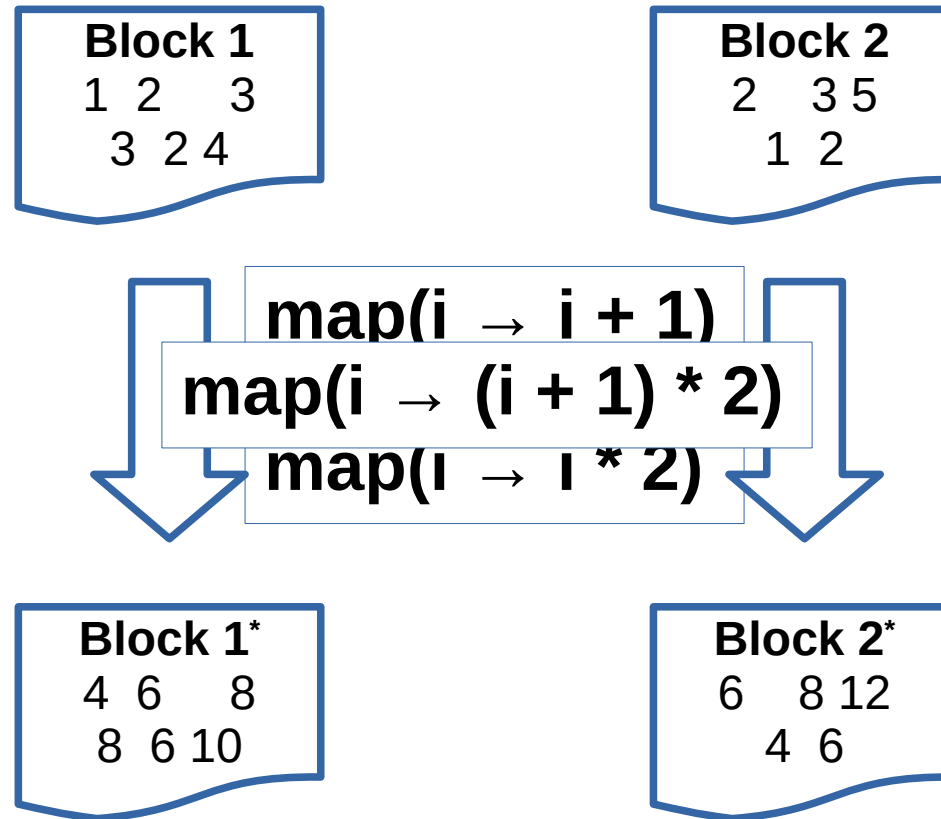 Block 1
1 2 3
3 2 4
Block 2
2 3 5
1 2
map(i → i + 1)
map(i → (i + 1) * 2)
map(i → i * 2)
Block 1*
4 6 8
8 6 10
Block 2*
6 8 12
4 6